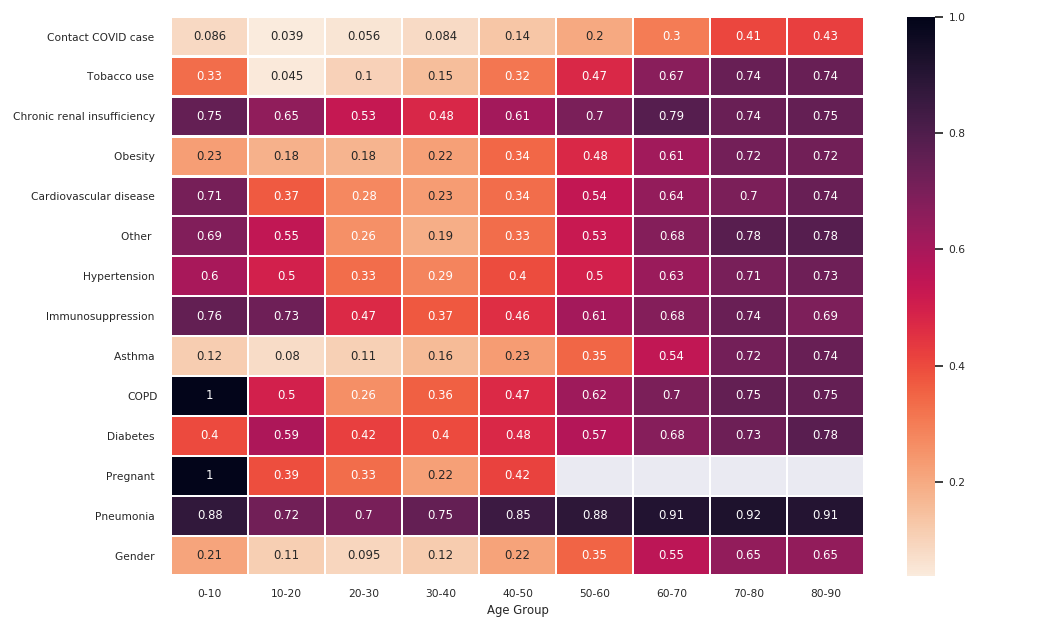 Contact COVID case 0.086 0.039 0.056 0.084 0.14 0.2 0.3 0.41 0.43
Tobacco use 0.33 0.045 0.1 0.15 0.32 0.47 0.67 0.74 0.74
Chronic renal insufficiency 0.75 0.65 0.53 0.48 0.61 0.7 0.79 0.74 0.75
Obesity 0.23 0.18 0.18 0.22 0.34 0.48 0.61 0.72 0.72
Cardiovascular disease 0.71 0.37 0.28 0.23 0.34 0.54 0.64 0.7 0.74
Other 0.69 0.55 0.26 0.19 0.33 0.53 0.68 0.78 0.78
Hypertension 0.6 0.5 0.33 0.29 0.4 0.5 0.63 0.71 0.73
Immunosuppression 0.76 0.73 0.47 0.37 0.46 0.61 0.68 0.74 0.69
Asthma 0.12 0.08 0.11 0.16 0.23 0.35 0.54 0.72 0.74
COPD 1 0.5 0.26 0.36 0.47 0.62 0.7 0.75 0.75
Diabetes 0.4 0.59 0.42 0.4 0.48 0.57 0.68 0.73 0.78
Pregnant 1 0.39 0.33 0.22 0.42
Pneumonia 0.88 0.72 0.7 0.75 0.85 0.88 0.91 0.92 0.91
Gender 0.21 0.11 0.095 0.12 0.22 0.35 0.55 0.65 0.65
0-10 10-20 20-30 30-40 40-50 50-60 60-70 70-80 80-90
Age Group
1.0
0.8
0.6
0.4
0.2